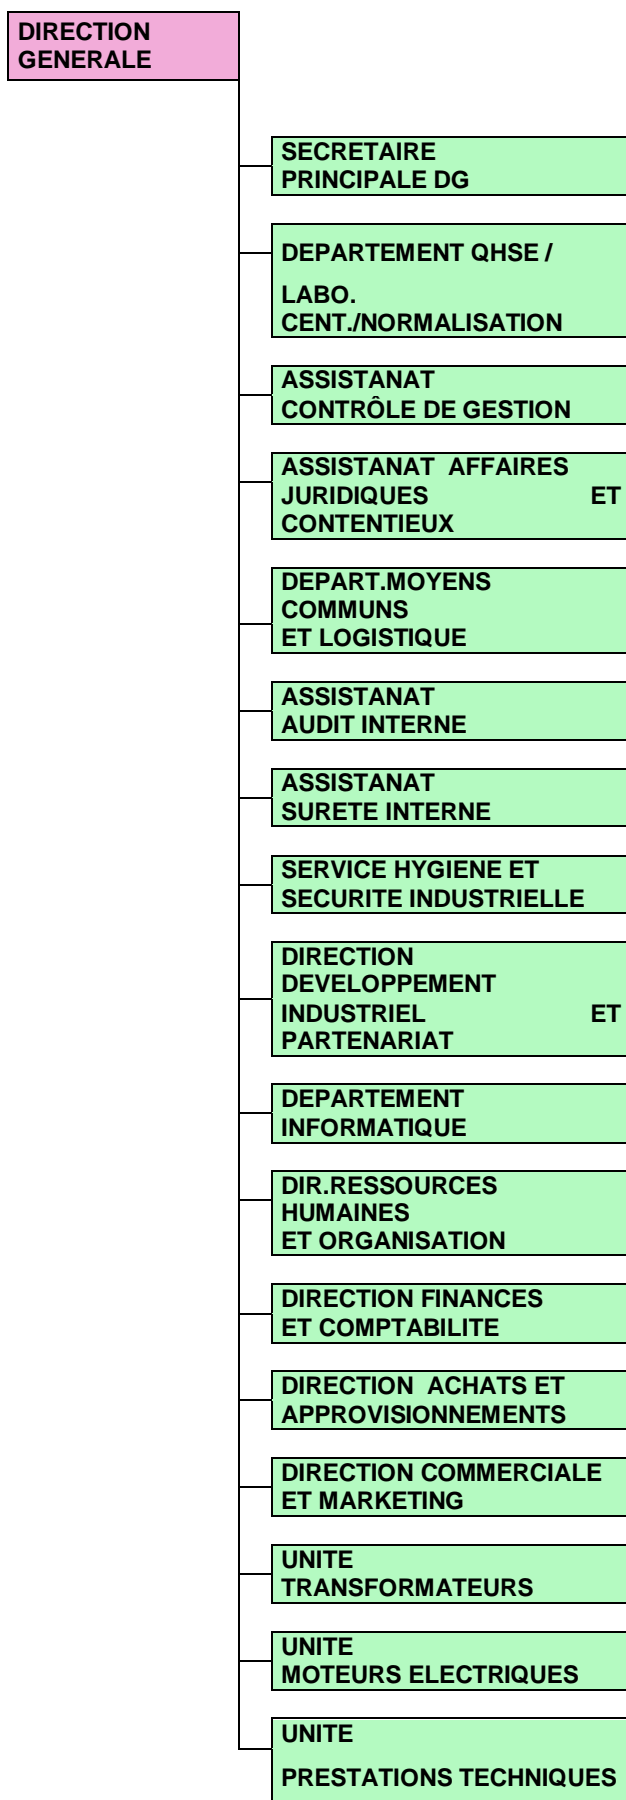 DIRECTION
GENERALE
SECRETAIRE
PRINCIPALE DG
DEPARTEMENT QHSE /
LABO.
CENT./NORMALISATION
ASSISTANAT
CONTRÔLE DE GESTION
ASSISTANAT AFFAIRES
JURIDIQUES ET
CONTENTIEUX
DEPART.MOYENS
COMMUNS
ET LOGISTIQUE
ASSISTANAT
AUDIT INTERNE
ASSISTANAT
SURETE INTERNE
SERVICE HYGIENE ET
SECURITE INDUSTRIELLE
DIRECTION
DEVELOPPEMENT
INDUSTRIEL ET
PARTENARIAT
DEPARTEMENT
INFORMATIQUE
DIR.RESSOURCES
HUMAINES
ET ORGANISATION
DIRECTION FINANCES
ET COMPTABILITE
DIRECTION ACHATS ET
APPROVISIONNEMENTS
DIRECTION COMMERCIALE
ET MARKETING
UNITE
TRANSFORMATEURS
UNITE
MOTEURS ELECTRIQUES
UNITE
PRESTATIONS TECHNIQUES